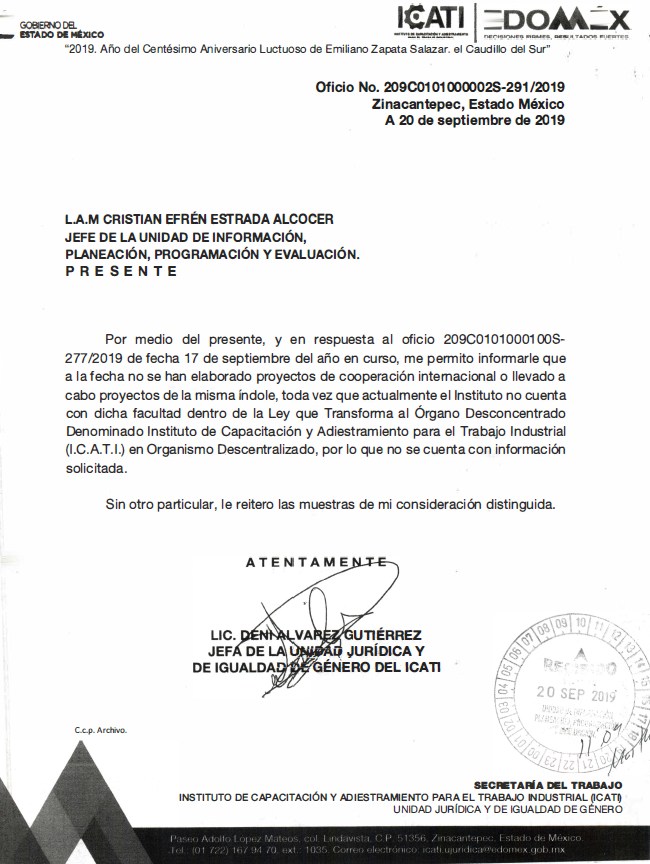 GOBIERNO DEL
ESTADO DE MÉXICO
ICATI
EDOMEX
DECISIONES FIRMES, RESULTADOS FUERTES
"2019. Año del Centésimo Aniversario Luctuoso de Emiliano Zapata Salazar. el Caudillo del Sur"
Oficio No. 209C0101000002S-291/2019
Zinacantepec, Estado México
A 20 de septiembre de 2019
L.A.M CRISTIAN EFRÉN ESTRADA ALCOCER
JEFE DE LA UNIDAD DE INFORMACIÓN,
PLANEACIÓN, PROGRAMACIÓN Y EVALUACIÓN.
P R E S E N T E
Por medio del presente, y en respuesta al oficio 209C0101000100S-
277/2019 de fecha 17 de septiembre del año en curso, me permito informarle que
a la fecha no se han elaborado proyectos de cooperación internacional o llevado a
cabo proyectos de la misma índole, toda vez que actualmente el Instituto no cuenta
con dicha facultad dentro de la Ley que Transforma al Órgano Desconcentrado
Denominado Instituto de Capacitación y Adiestramiento para el Trabajo Industrial
(I.C.A.T.I.) en Organismo Descentralizado, por lo que no se cuenta con información
solicitada.
Sin otro particular, le reitero las muestras de mi consideración distinguida.
A T E N T A M E N T E
LIC. DENI ALVAREZ GUTIÉRREZ
JEFA DE LA UNIDAD JURÍDICA Y
DE IGUALDAD DE GÉNERO DEL ICATI
RECIBIDO
20 SEP 2019
C.c.p. Archivo.
SECRETARÍA DEL TRABAJO
INSTITUTO DE CAPACITACIÓN Y ADIESTRAMIENTO PARA EL TRABAJO INDUSTRIAL (ICATI)
UNIDAD JURÍDICA Y DE IGUALDAD DE GÉNERO
Paseo Adolfo López Mateos, col. Lindavista, C.P. 51356, Zinacantepec, Estado de México.
Tel. (01 722) 167 94 70, ext.: 1035. Correo electrónico: icati.ujuridica@edomex.gob.mx